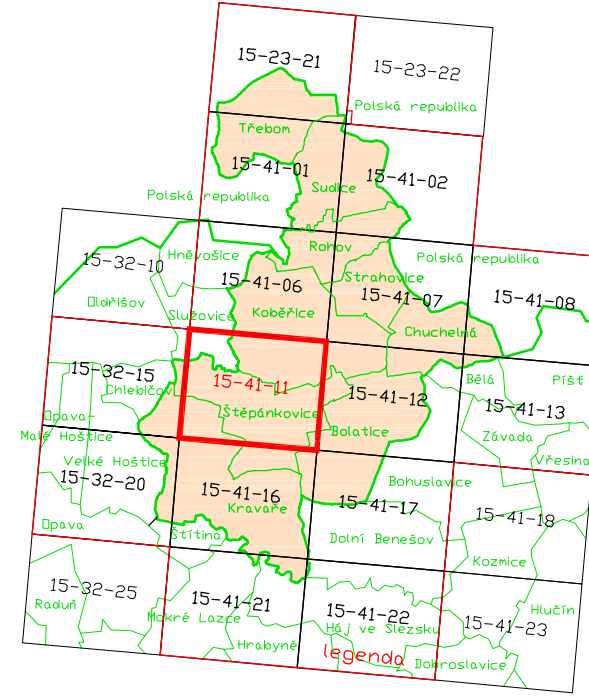 15-23-21
15-23-22
Polská republika
Třebom
15-41-01
15-41-02
Sudice
Polská republika
Rohov
Hněvošice
Polská republika
15-32-10
15-41-06
Strahovice
15-41-07
15-41-08
Oldřišov
Služovice
Kobeřice
Chuchelná
15-32-15
15-41-11
Bělá
Píšť
Chlebičov
15-41-12
15-41-13
Opava-
Štěpánkovice
Malé Hoštice
Bolatice
Závada
Velké Hoštice
Vřesina
15-32-20
15-41-16
Bohuslavice
Kravaře
15-41-17
15-41-18
Opava
Štítina
Dolní Benešov
Kozmice
15-32-25
15-41-21
Raduň
Mokré Lazce
15-41-22
Hlučín
Háj ve Slezsku
15-41-23
Hrabyně
legenda
Dobroslavice